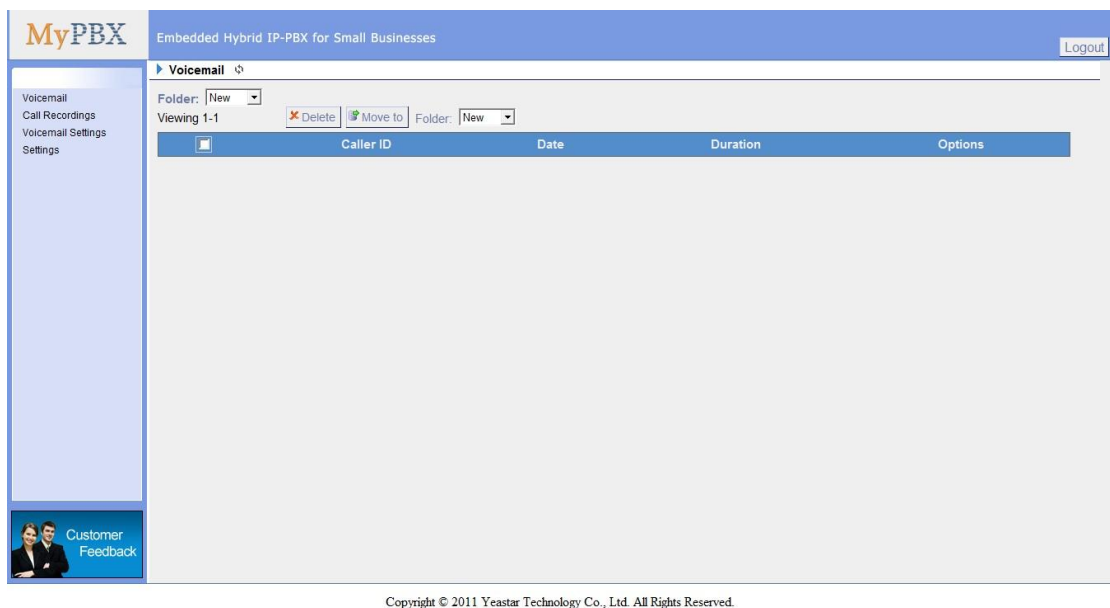 MyPBX
Embedded Hybrid IP-PBX for Small Businesses
Logout
Voicemail
Voicemail
Call Recordings
Voicemail Settings
Settings
Folder: New
Viewing 1-1 Delete Move to Folder: New
Caller ID Date Duration Options
Customer
Feedback
Copyright © 2011 Yeastar Technology Co., Ltd. All Rights Reserved.